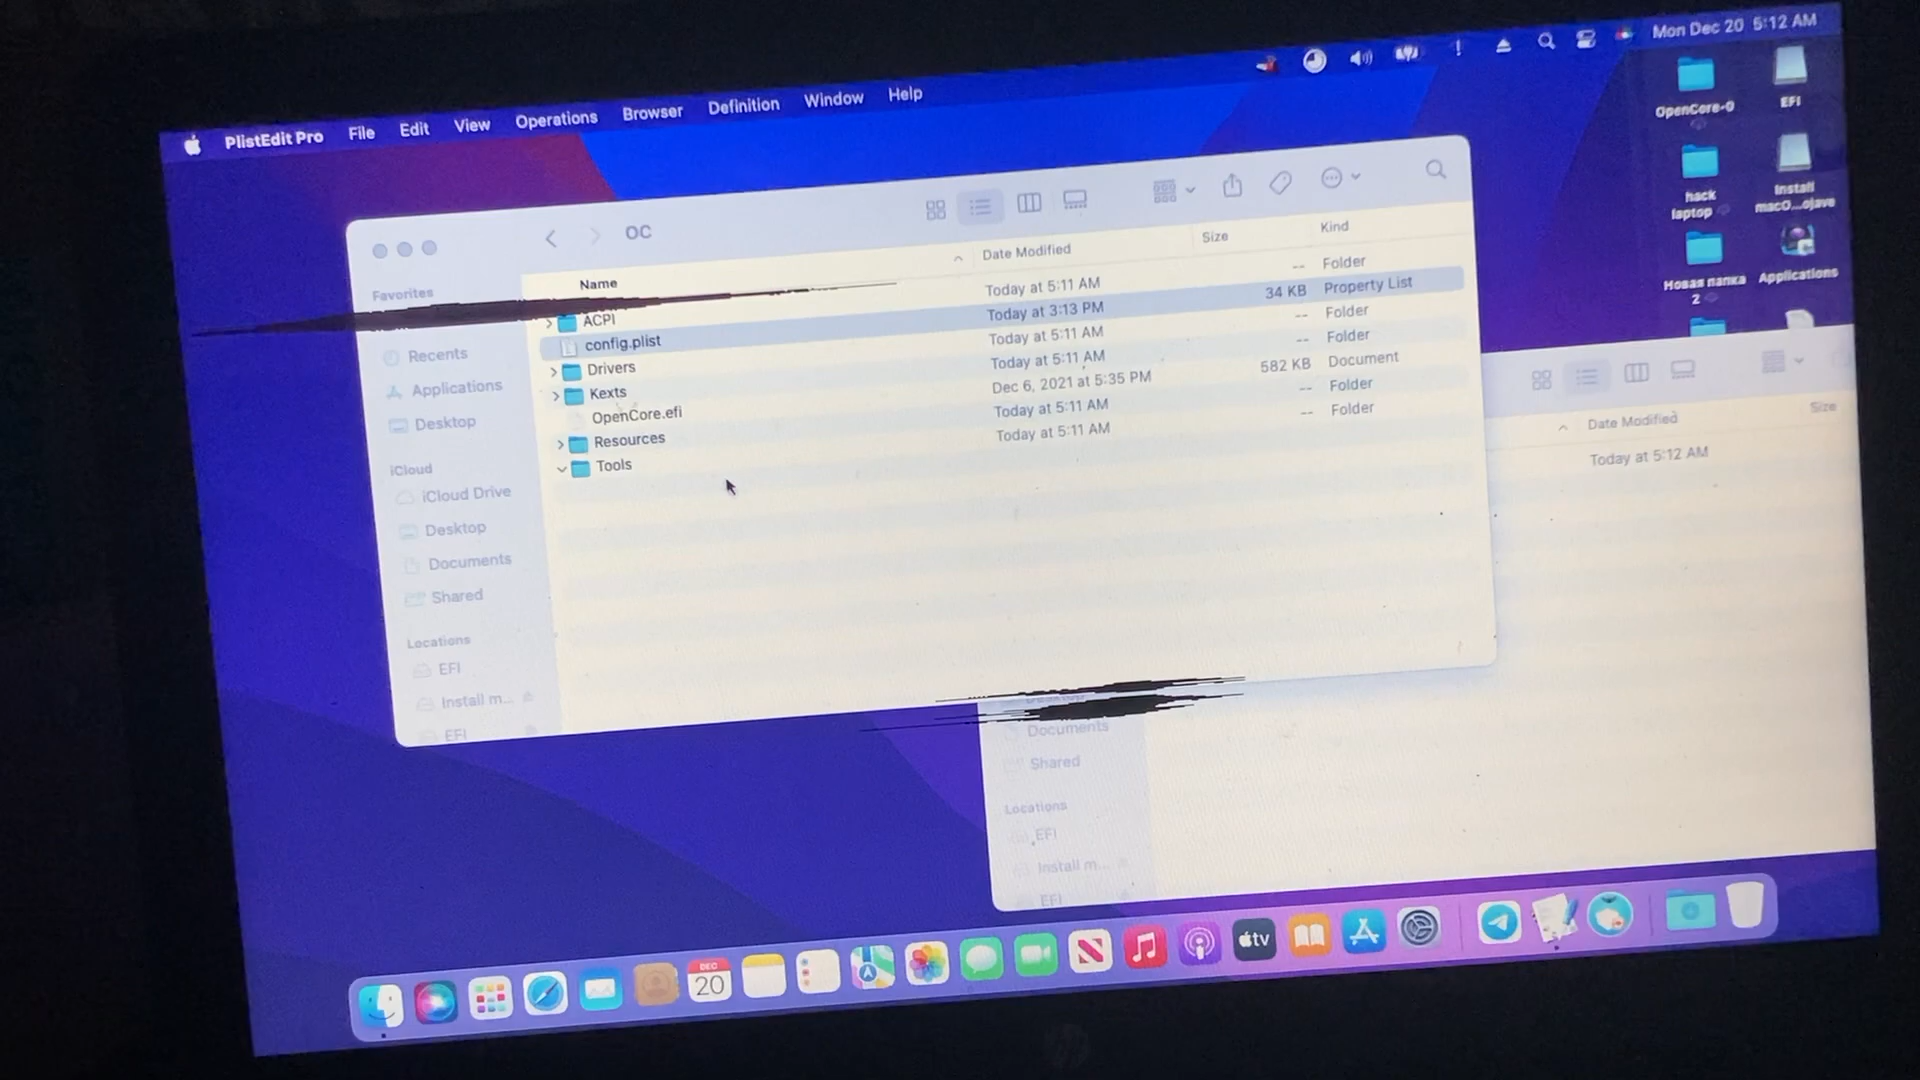 Mon Dec 20 5:12 AM
PlistEdit Pro File Edit View Operations Browser Definition Window Help
OpenCore-0
EFI
hack laptop
Install macO...ojave
Новая папка 2
Applications
OC
Name
Date Modified
Size
Kind
ACPI
Today at 5:11 AM
--
Folder
config.plist
Today at 3:13 PM
34 KB
Property List
Drivers
Today at 5:11 AM
--
Folder
Kexts
Today at 5:11 AM
--
Folder
OpenCore.efi
Dec 6, 2021 at 5:35 PM
582 KB
Document
Resources
Today at 5:11 AM
--
Folder
Tools
Today at 5:11 AM
--
Folder
Favorites
Recents
Applications
Desktop
iCloud
iCloud Drive
Desktop
Documents
Shared
Locations
EFI
Install m...
EFI
Date Modified
Size
Today at 5:12 AM
Documents
Shared
Locations
EFI
Install m...
EFI
DEC
20
tv
hp